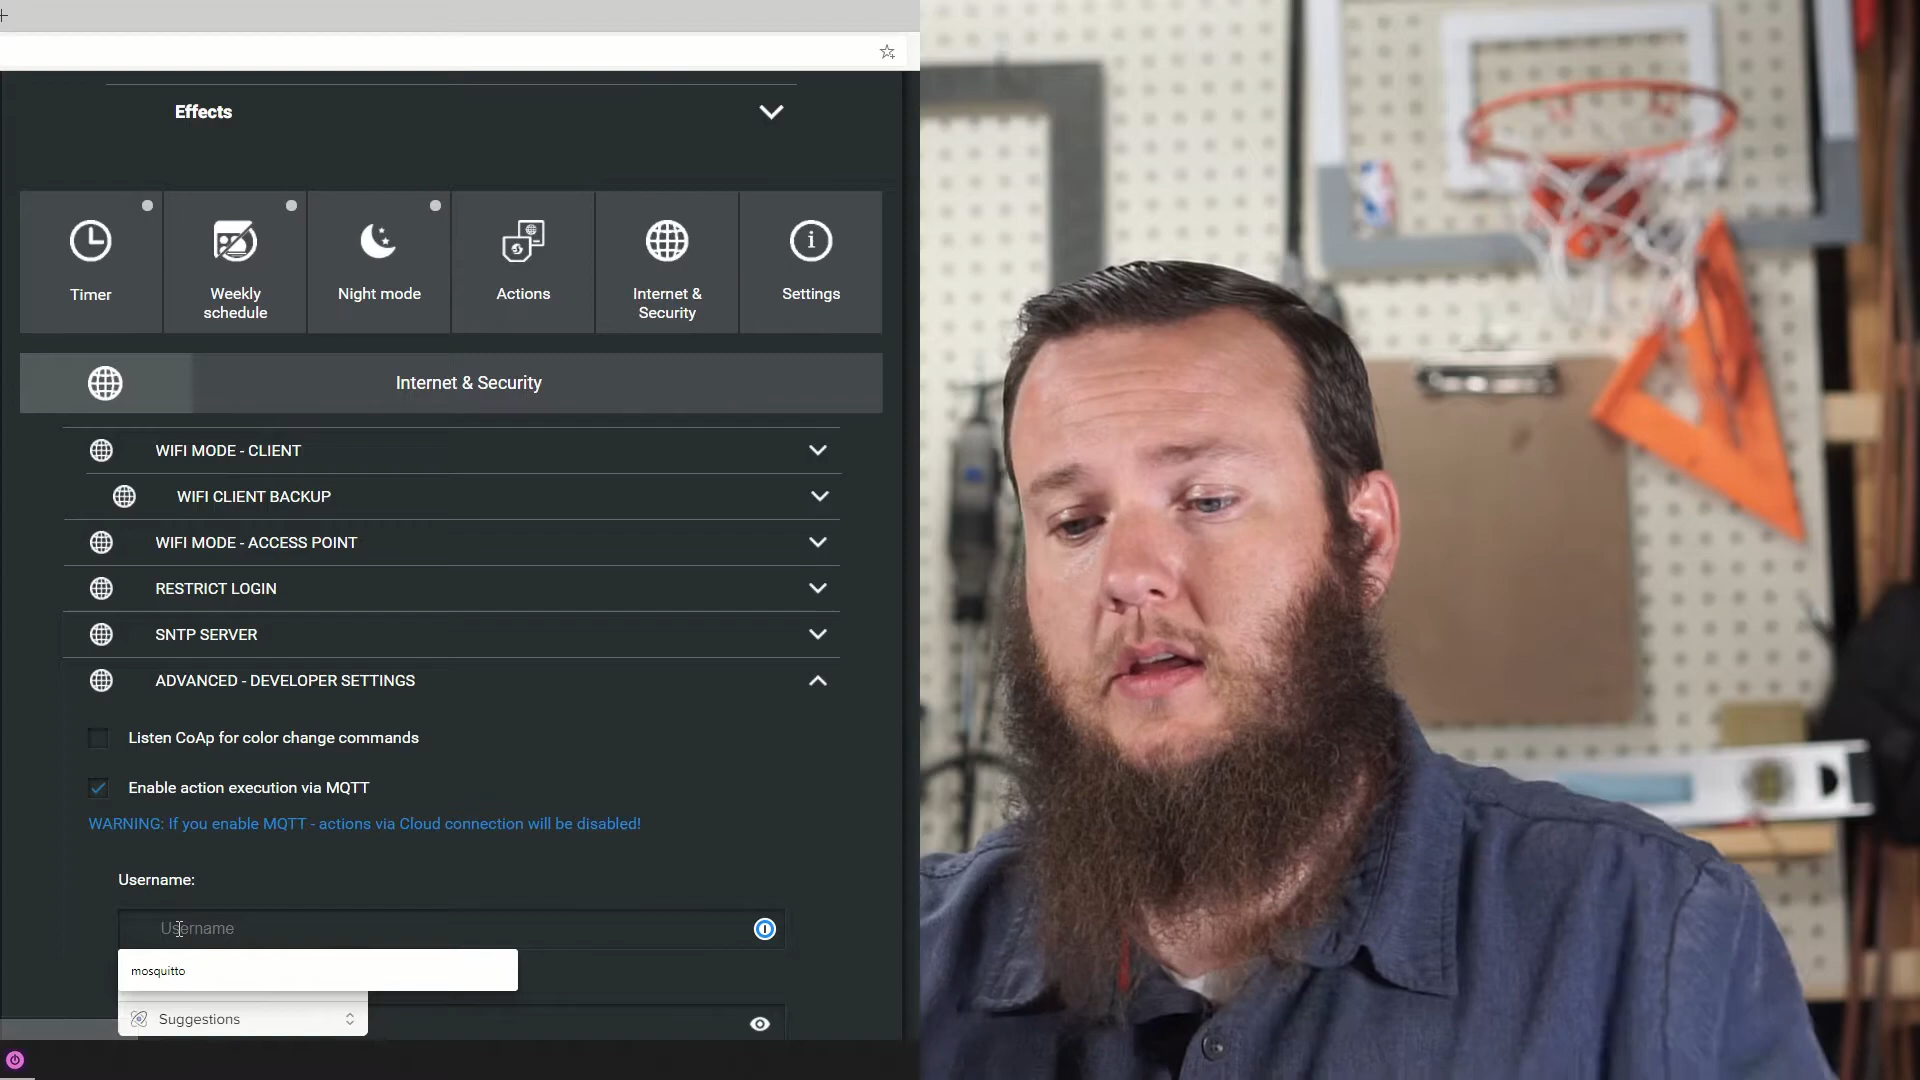 Effects
Timer
Weekly
schedule
Night mode
Actions
Internet &
Security
Settings
Internet & Security
WIFI MODE - CLIENT
WIFI CLIENT BACKUP
WIFI MODE - ACCESS POINT
RESTRICT LOGIN
SNTP SERVER
ADVANCED - DEVELOPER SETTINGS
Listen CoAp for color change commands
Enable action execution via MQTT
WARNING: If you enable MQTT - actions via Cloud connection will be disabled!
Username:
Username
mosquitto
Suggestions